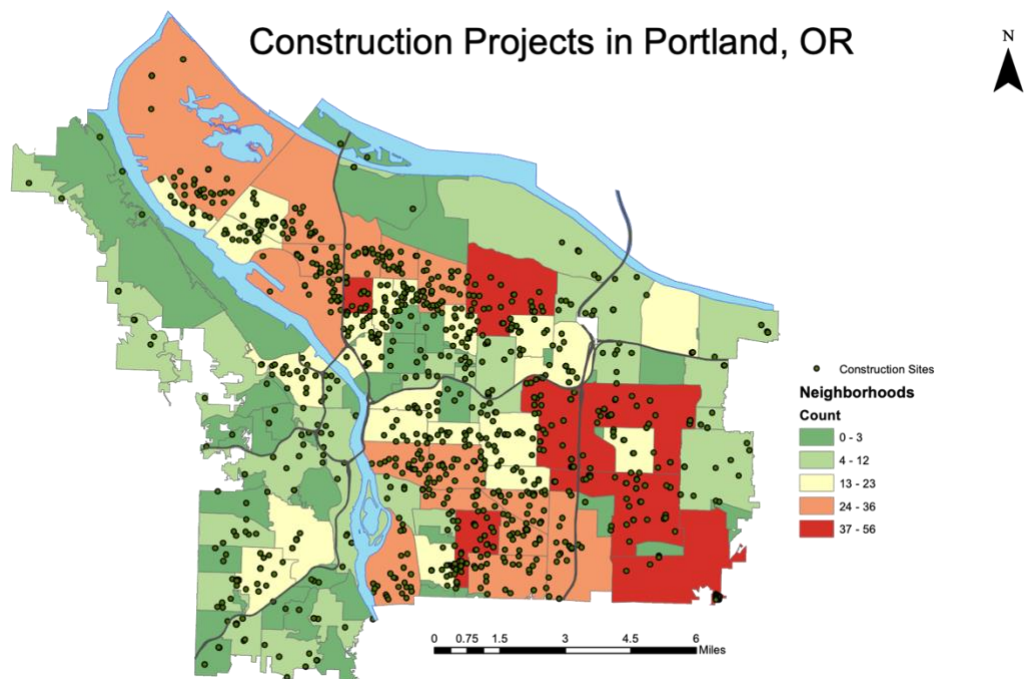 Construction Projects in Portland, OR
N
Construction Sites
Neighborhoods
Count
0 - 3
4 - 12
13 - 23
24 - 36
37 - 56
0 0.75 1.5 3 4.5 6
Miles